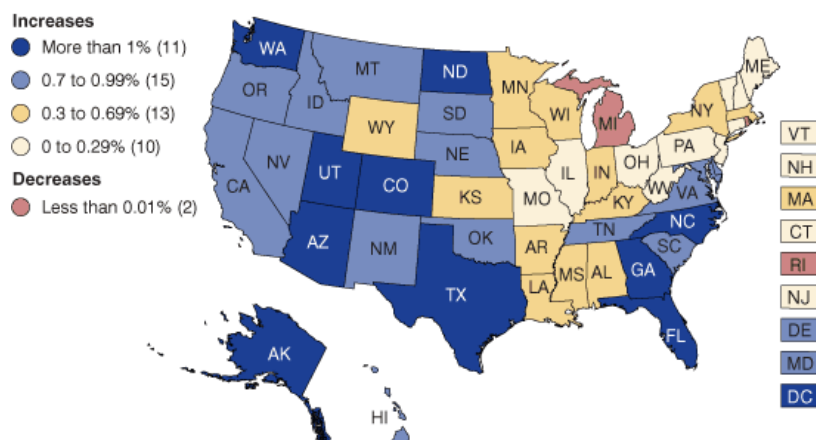 Increases
More than 1% (11)
0.7 to 0.99% (15)
0.3 to 0.69% (13)
0 to 0.29% (10)
Decreases
Less than 0.01% (2)
WA
MT
ND
MN
ME
OR
ID
SD
WI
MI
NY
WY
IA
PA
NV
NE
IL
IN
OH
CA
UT
CO
KS
MO
WV
VA
KY
AZ
NM
OK
AR
TN
NC
SC
TX
LA
MS
AL
GA
FL
AK
HI
VT
NH
MA
CT
RI
NJ
DE
MD
DC